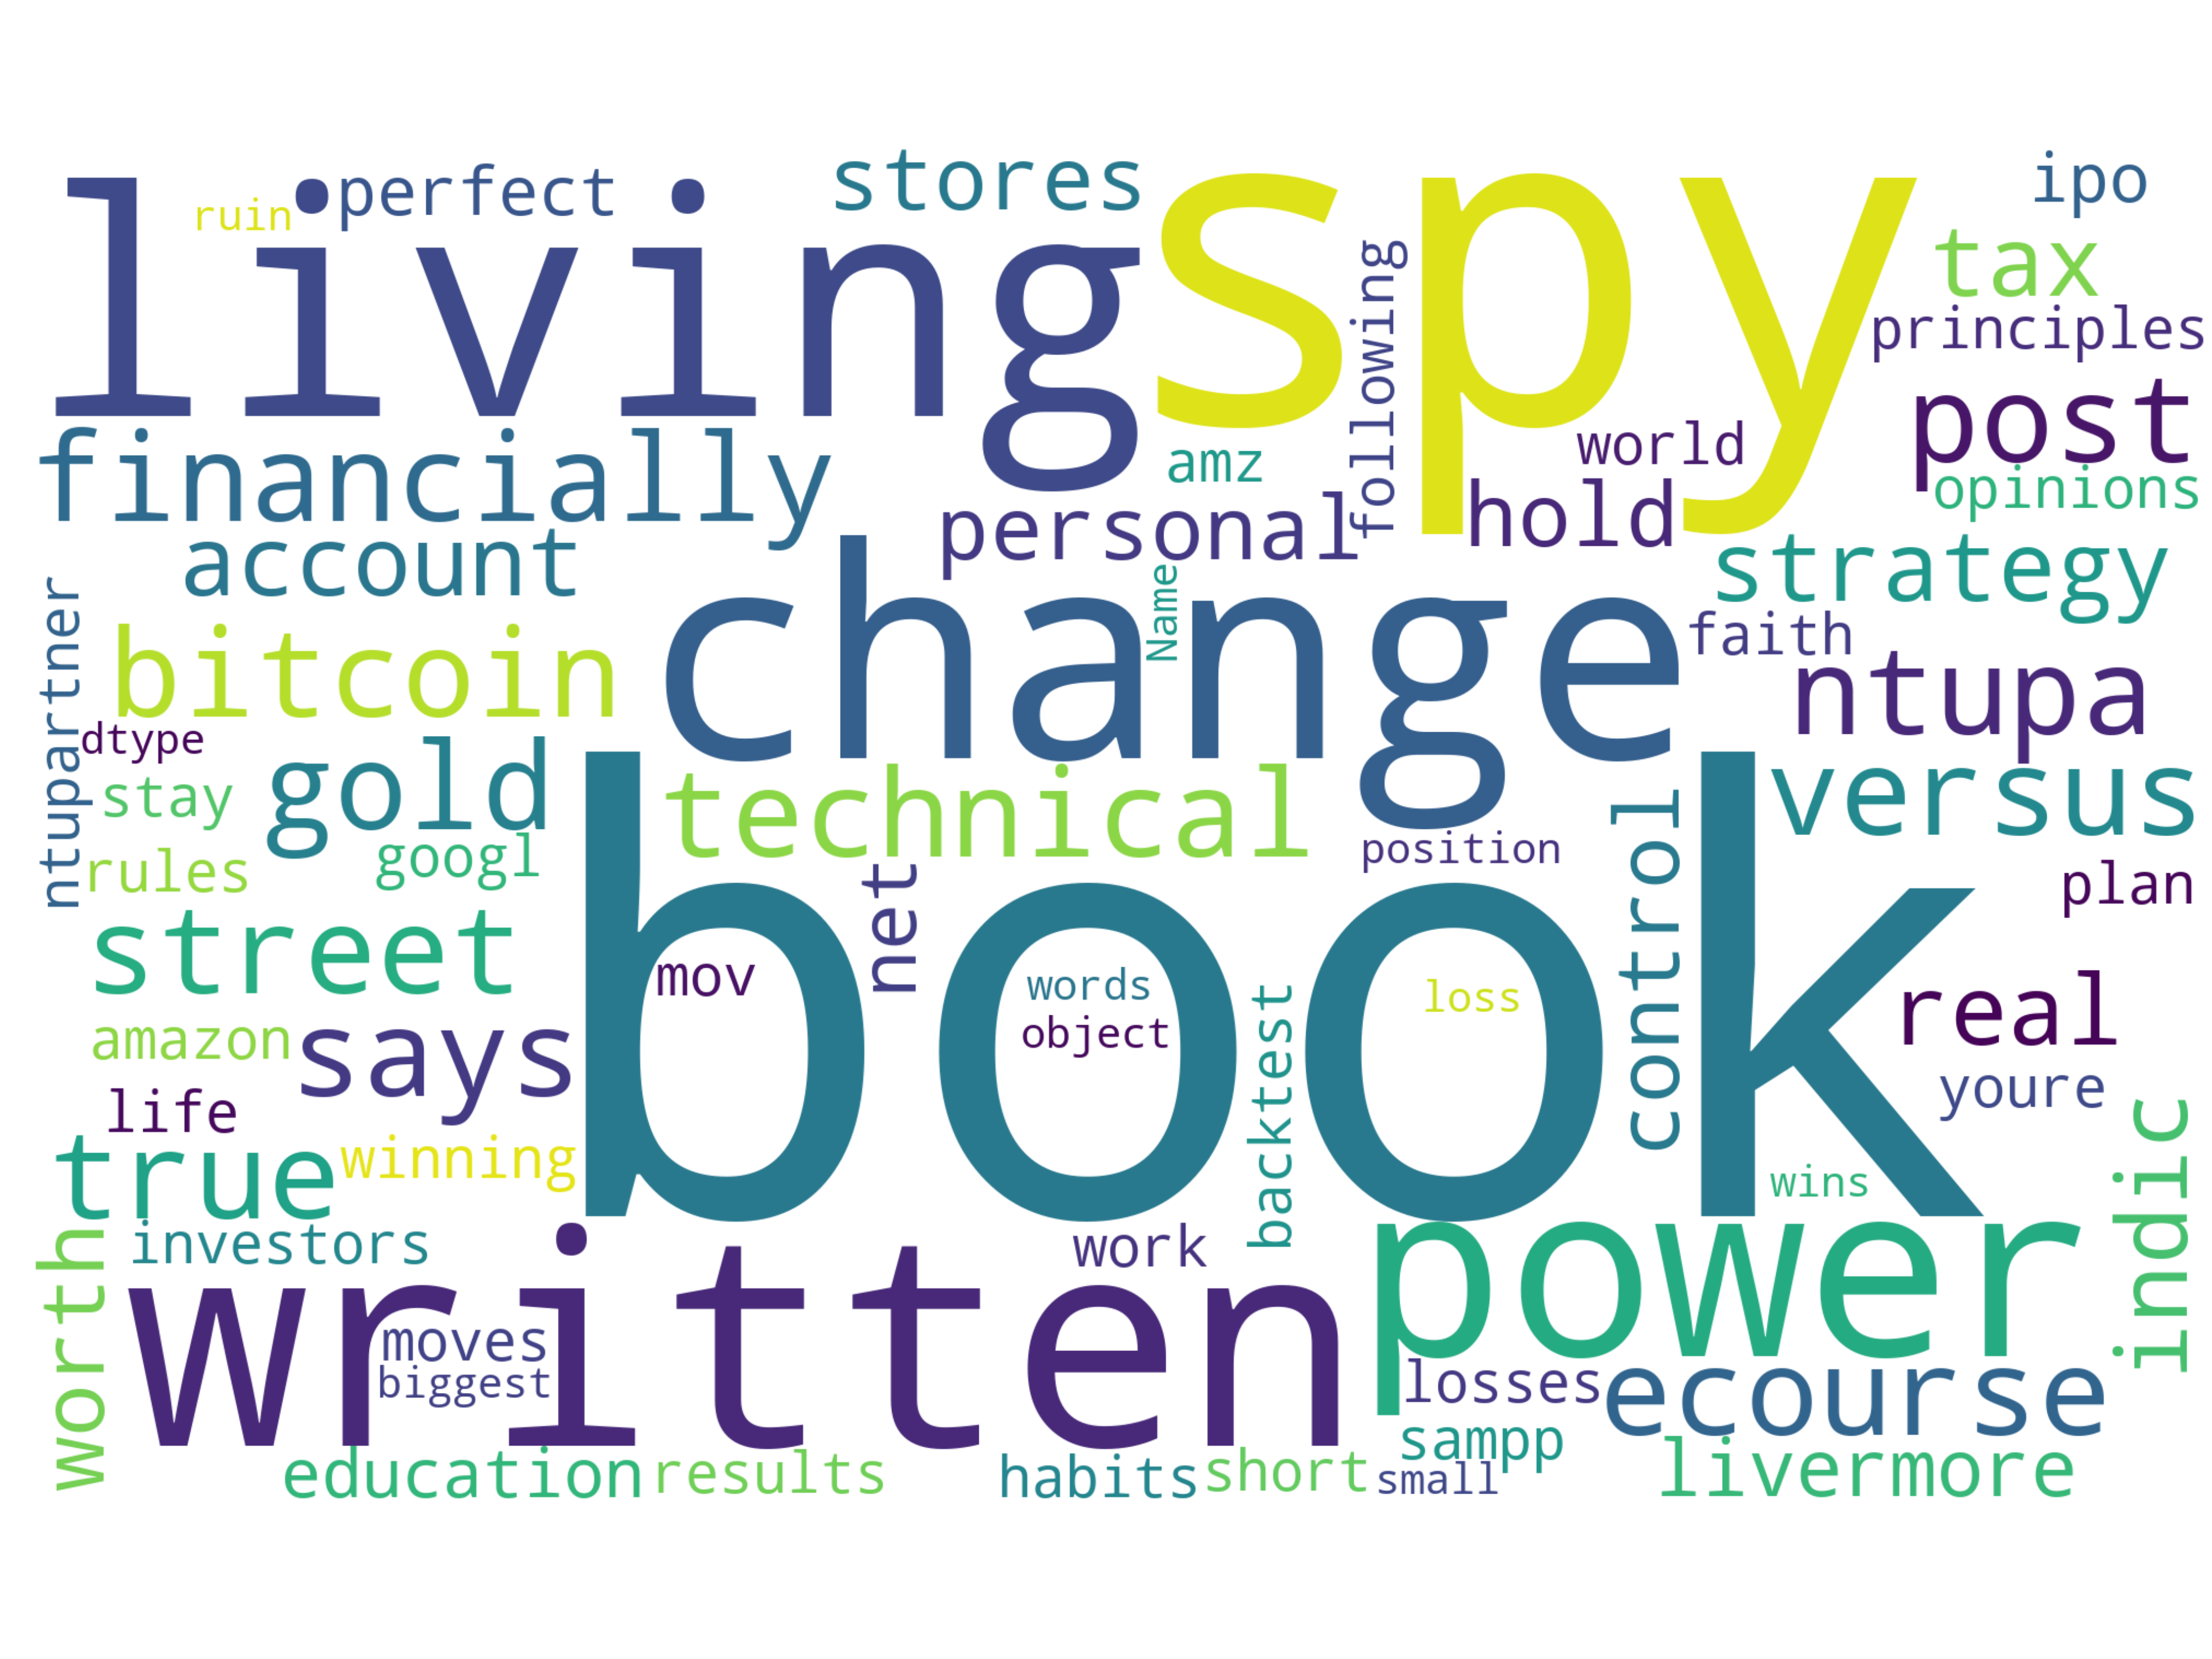 living
spy
perfect
ruin
stores
ipo
tax
principles
following
financially
amz
world
post
opinions
personal
hold
account
change
strategy
Name
faith
ntupartner
bitcoin
ntupa
dtype
gold
technical
versus
stay
googl
rules
position
control
plan
net
book
street
mov
words
loss
object
real
amazon
says
backtest
life
youre
indic
true
winning
wins
worth
investors
work
power
written
moves
biggest
losses
ecourse
sampp
livermore
education
results
habits
short
small